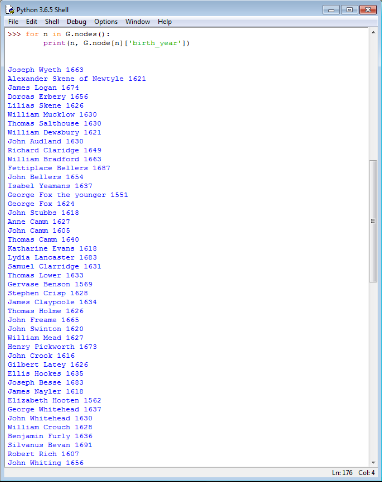 Python 3.6.5 Shell
File Edit Shell Debug Options Window Help
>>> for n in G.nodes():
print(n, G.node[n]['birth_year'])
Joseph Wyeth 1663
Alexander Skene of Newtyle 1621
James Logan 1674
Dorcas Erbery 1656
Lilias Skene 1626
William Mucklow 1630
Thomas Salthouse 1630
William Dewsbury 1621
John Audland 1630
Richard Claridge 1649
William Bradford 1663
Fettiplace Bellers 1687
John Bellers 1654
Isabel Yeamans 1637
George Fox the younger 1551
George Fox 1624
John Stubbs 1618
Anne Camm 1627
John Camm 1605
Thomas Camm 1640
Katharine Evans 1618
Lydia Lancaster 1683
Samuel Clarridge 1631
Thomas Lower 1633
Gervase Benson 1569
Stephen Crisp 1628
James Claypoole 1634
Thomas Holme 1626
John Freame 1665
John Swinton 1620
William Mead 1627
Henry Pickworth 1673
John Crook 1616
Gilbert Latey 1626
Ellis Hookes 1635
Joseph Besse 1683
James Nayler 1618
Elizabeth Hooten 1562
George Whitehead 1637
John Whitehead 1630
William Crouch 1628
Benjamin Furly 1636
Silvanus Bevan 1691
Robert Rich 1607
John Whiting 1656
Ln: 176 Col: 4